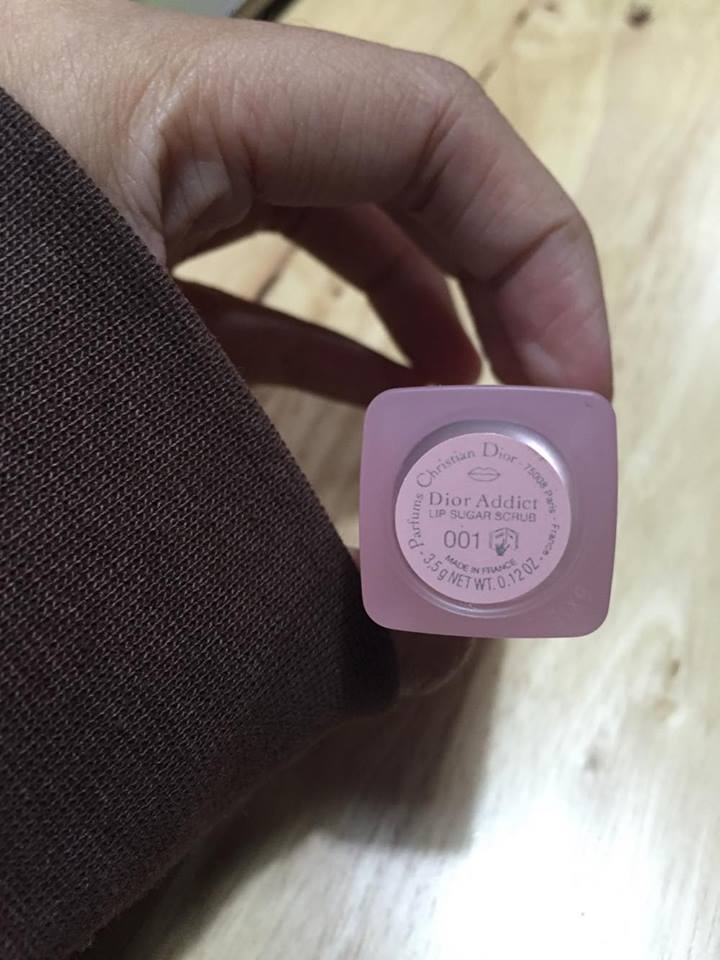 Parfums Christian Dior - 75008 Paris - France -
Dior Addict
LIP SUGAR SCRUB
001
MADE IN FRANCE
3,5 g NET WT. 0.12 OZ -